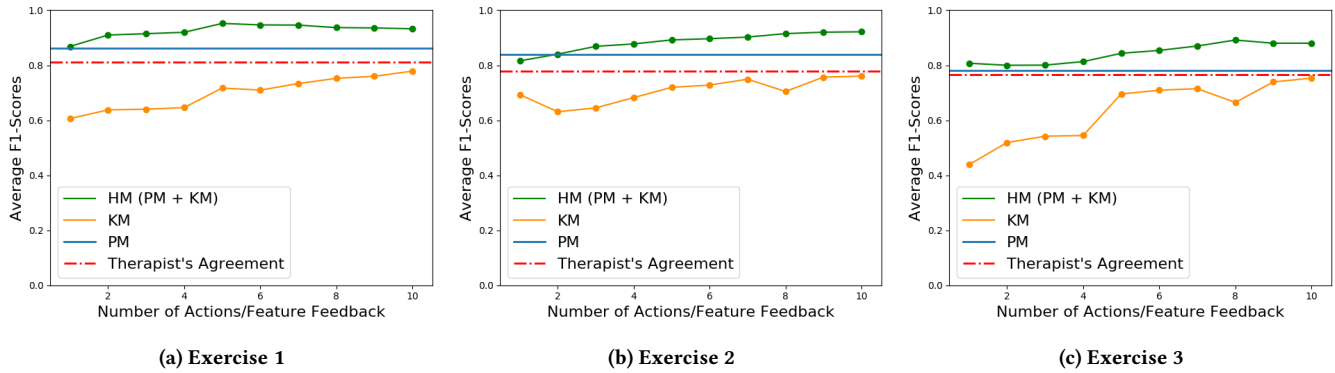 1.0
0.8
0.6
0.4
0.2
0.0
Average F1-Scores
HM (PM + KM)
KM
PM
Therapist's Agreement
2 4 6 8 10
Number of Actions/Feature Feedback
(a) Exercise 1
1.0
0.8
0.6
0.4
0.2
0.0
Average F1-Scores
HM (PM + KM)
KM
PM
Therapist's Agreement
2 4 6 8 10
Number of Actions/Feature Feedback
(b) Exercise 2
1.0
0.8
0.6
0.4
0.2
0.0
Average F1-Scores
HM (PM + KM)
KM
PM
Therapist's Agreement
2 4 6 8 10
Number of Actions/Feature Feedback
(c) Exercise 3